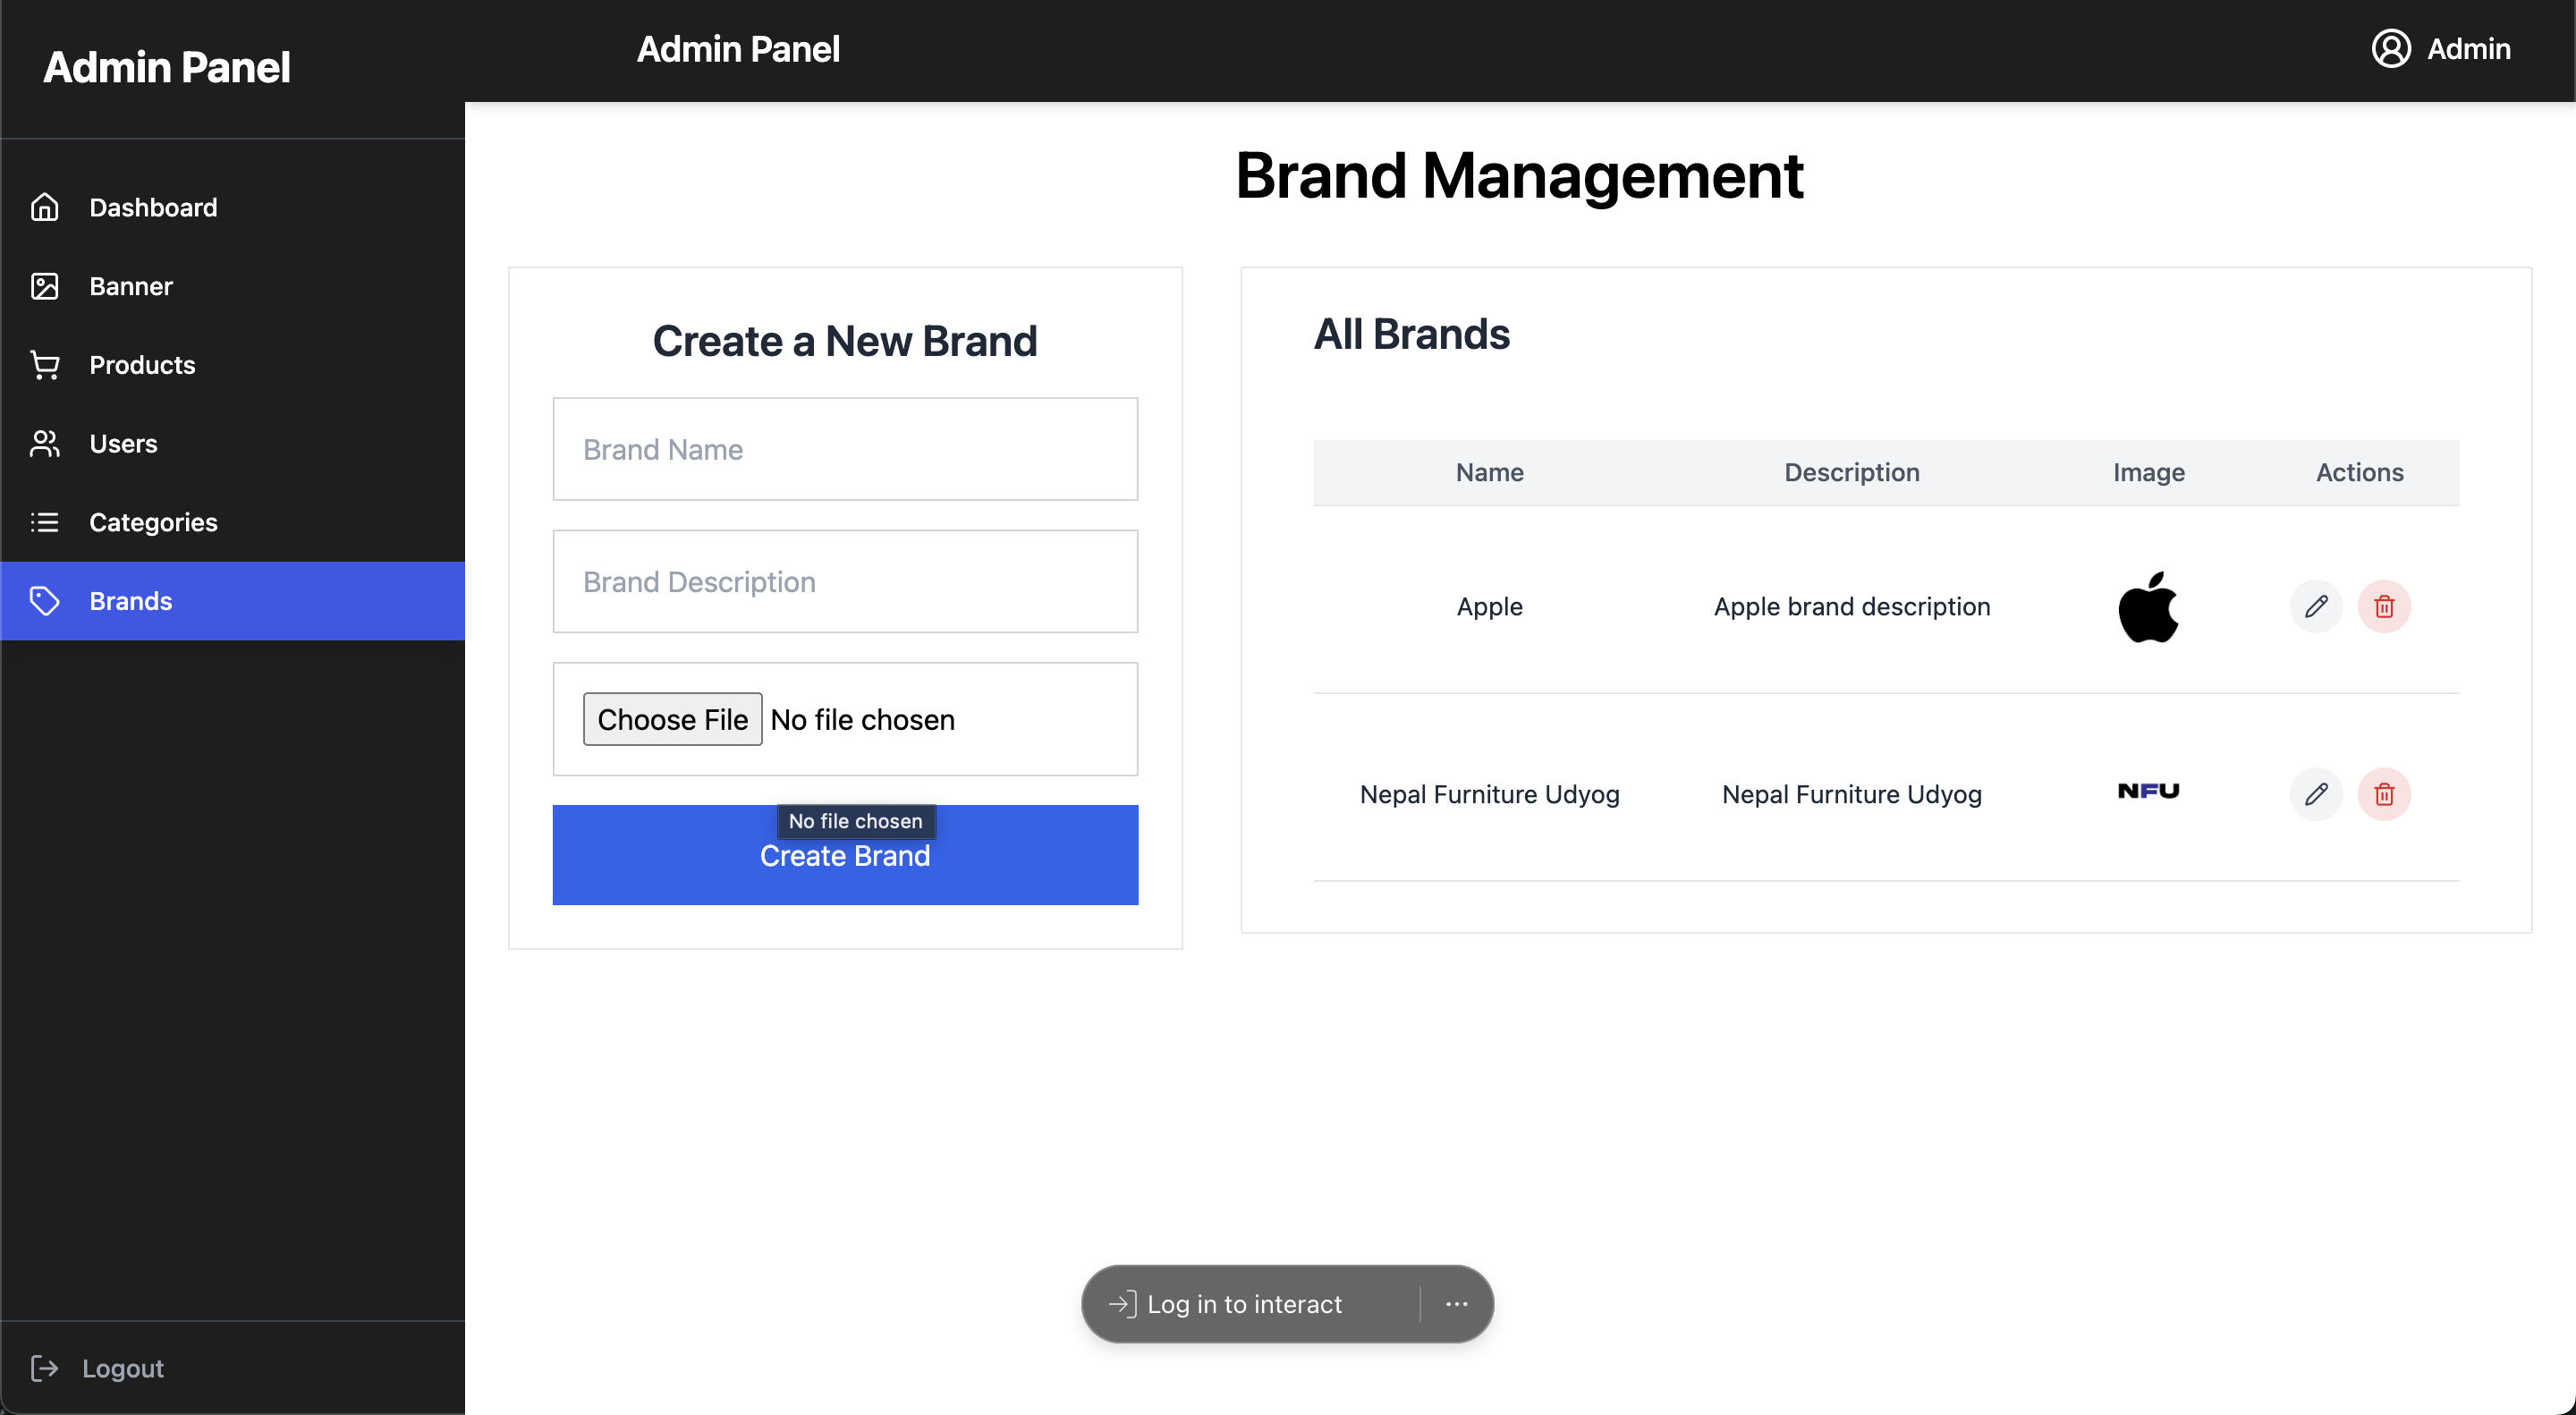 Admin Panel
Dashboard
Banner
Products
Users
Categories
Brands
Logout
Admin Panel
Admin
Brand Management
Create a New Brand
Brand Name
Brand Description
Choose File No file chosen
No file chosen
Create Brand
All Brands
Name Description Image Actions
Apple Apple brand description
Nepal Furniture Udyog Nepal Furniture Udyog NFU
Log in to interact